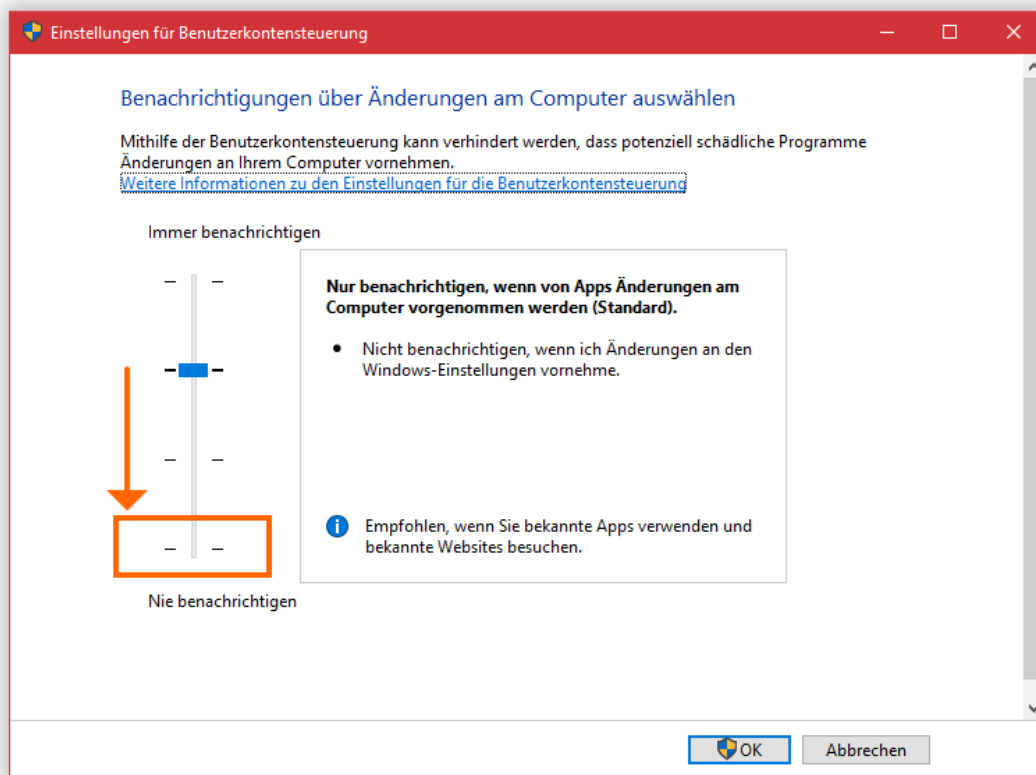 Einstellungen für Benutzerkontensteuerung
Benachrichtigungen über Änderungen am Computer auswählen
Mithilfe der Benutzerkontensteuerung kann verhindert werden, dass potenziell schädliche Programme
Änderungen an Ihrem Computer vornehmen.
Weitere Informationen zu den Einstellungen für die Benutzerkontensteuerung
Immer benachrichtigen
Nur benachrichtigen, wenn von Apps Änderungen am
Computer vorgenommen werden (Standard).
• Nicht benachrichtigen, wenn ich Änderungen an den
Windows-Einstellungen vornehme.
Empfohlen, wenn Sie bekannte Apps verwenden und
bekannte Websites besuchen.
Nie benachrichtigen
OK
Abbrechen